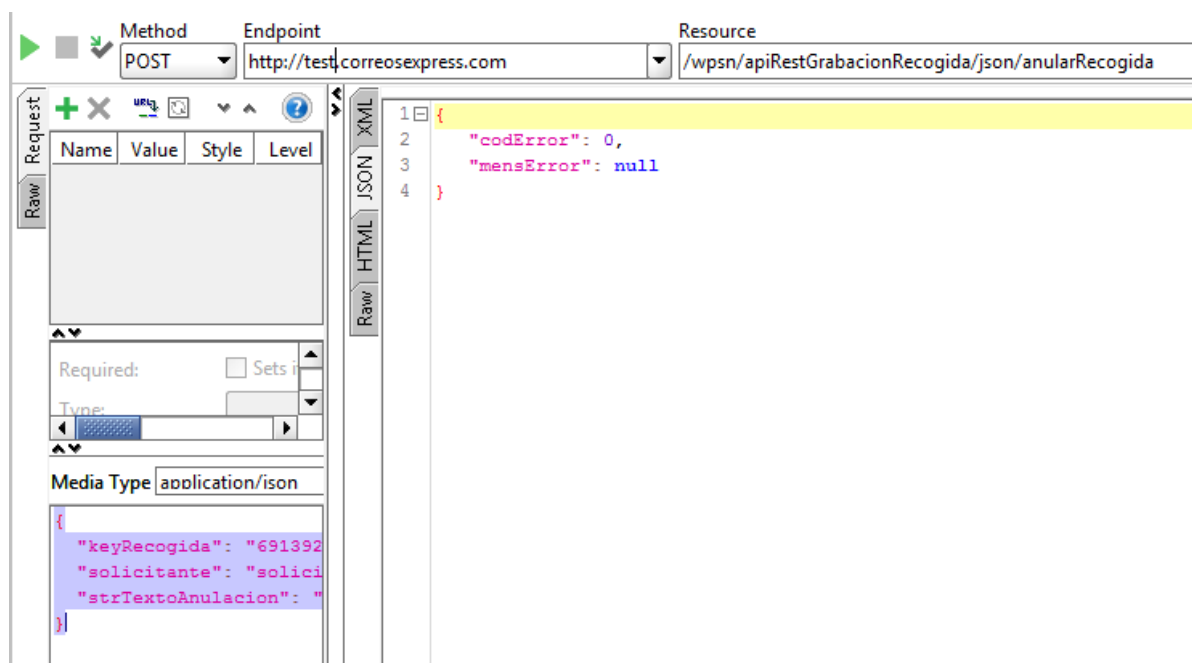 Method Endpoint Resource
POST http://test.correosexpress.com /wpsn/apiRestGrabacionRecogida/json/anularRecogida
Request
Raw
Name Value Style Level
Required: Sets
Type:
Media Type application/json
{
"keyRecogida": "691392
"solicitante": "solici
"strTextoAnulacion": "
}
XML
JSON
HTML
Raw
1 {
2 "codError": 0,
3 "mensError": null
4 }